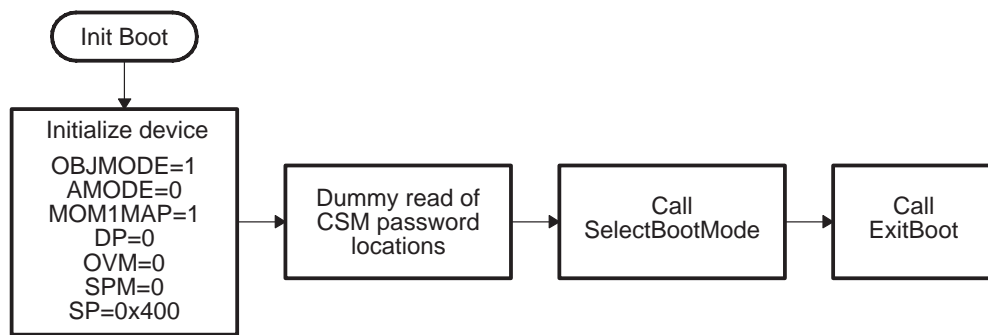 Init Boot
Initialize device
OBJMODE=1
AMODE=0
MOM1MAP=1
DP=0
OVM=0
SPM=0
SP=0x400
Dummy read of
CSM password
locations
Call
SelectBootMode
Call
ExitBoot